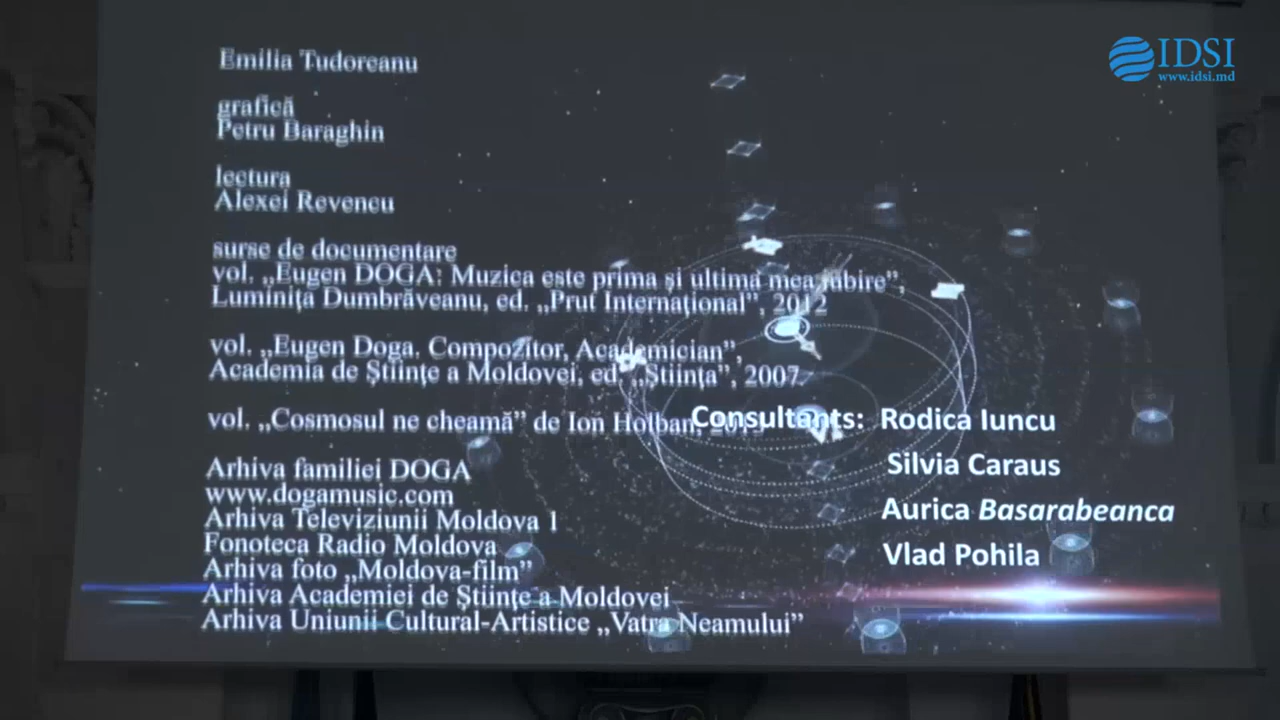 IDSI
www.idsi.md
Emilia Tudoreanu
grafică
Petru Baraghin
lectura
Alexei Revencu
surse de documentare
vol. „Eugen DOGA: Muzica este prima și ultima mea iubire”,
Luminița Dumbrăveanu, ed. „Prut Internațional”, 2012
vol. „Eugen Doga. Compozitor, Academician”,
Academia de Științe a Moldovei, ed. „Știința”, 2007.
vol. „Cosmosul ne cheamă” de Ion Holban,
Arhiva familiei DOGA
www.dogamusic.com
Arhiva Televiziunii Moldova 1
Fonoteca Radio Moldova
Arhiva foto „Moldova-film”
Arhiva Academiei de Științe a Moldovei
Arhiva Uniunii Cultural-Artistice „Vatra Neamului”
Consultants: Rodica Iuncu
Silvia Caraus
Aurica Basarabeanca
Vlad Pohila